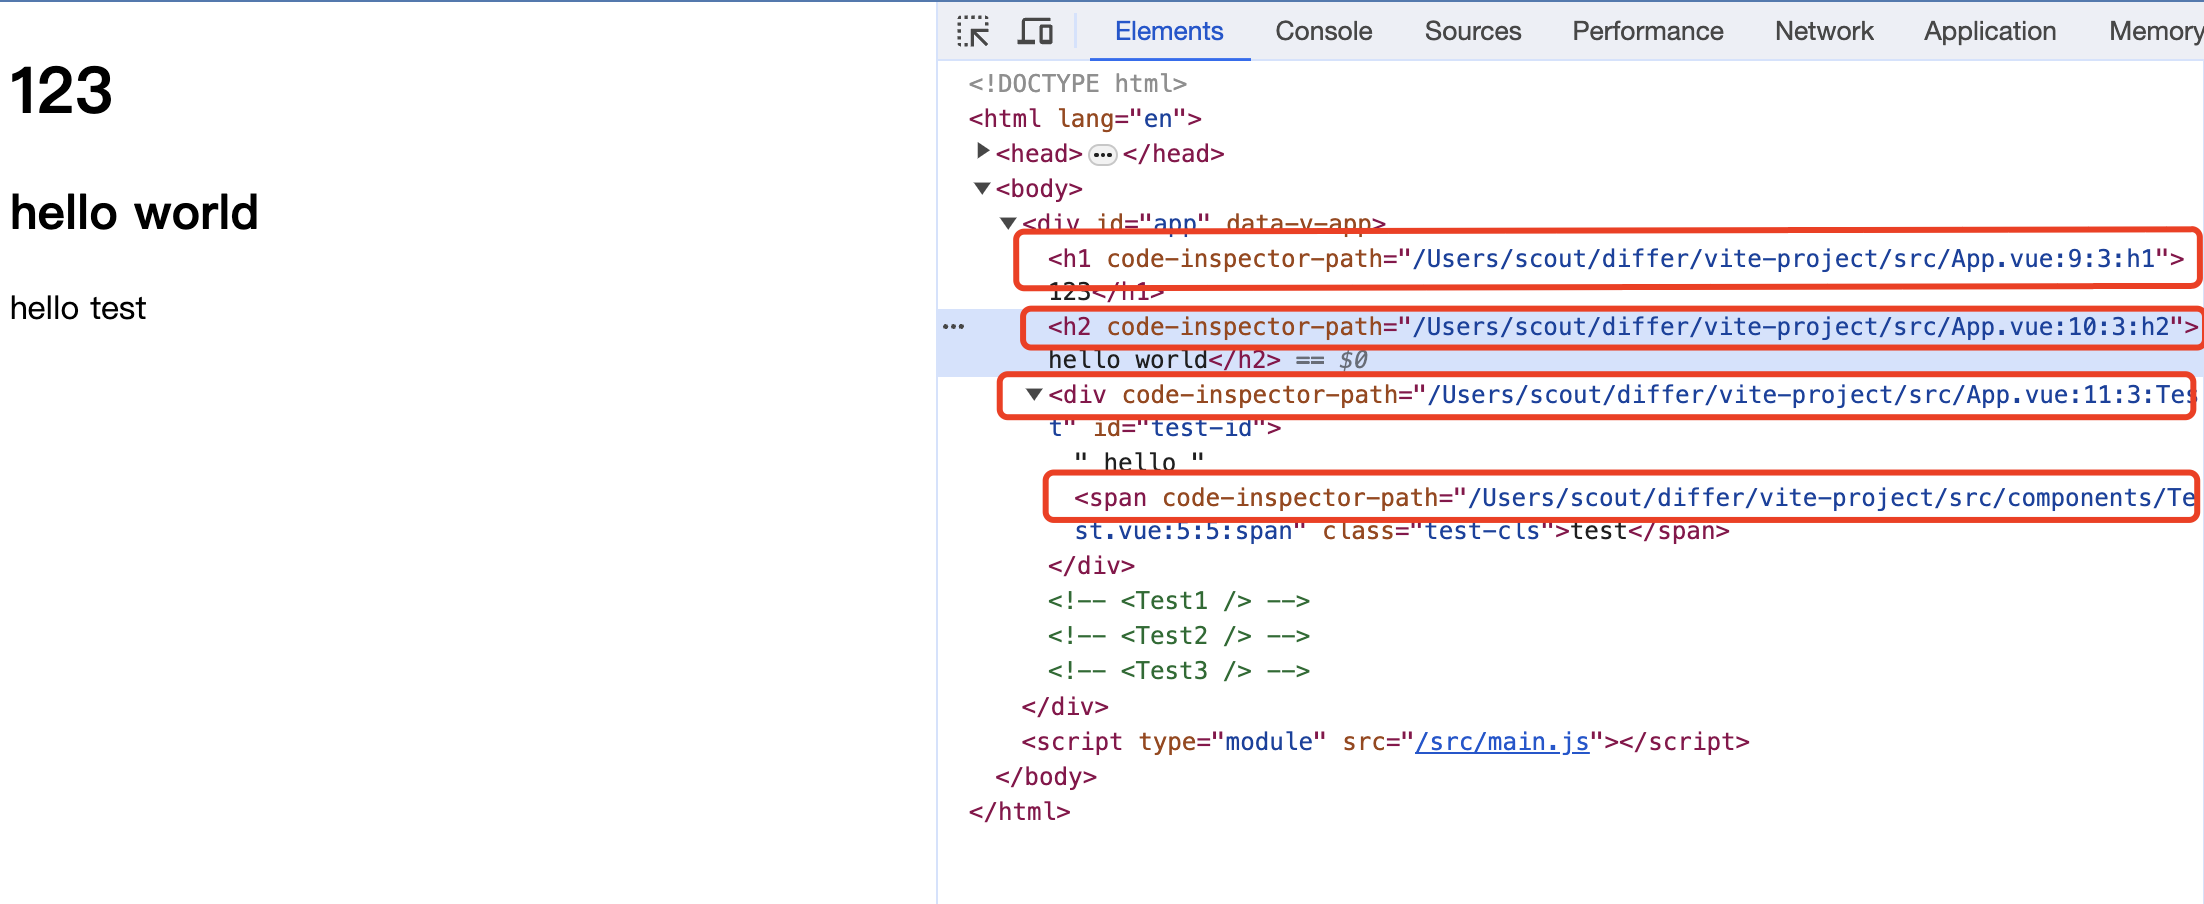 123
hello world
hello test
Elements Console Sources Performance Network Application Memory
<!DOCTYPE html>
<html lang="en">
<head> ••• </head>
<body>
<div id="app" data-v-app>
<h1 code-inspector-path="/Users/scout/differ/vite-project/src/App.vue:9:3:h1">
123</h1>
<h2 code-inspector-path="/Users/scout/differ/vite-project/src/App.vue:10:3:h2">
hello world</h2> == $0
<div code-inspector-path="/Users/scout/differ/vite-project/src/App.vue:11:3:Tes
t" id="test-id">
" hello "
<span code-inspector-path="/Users/scout/differ/vite-project/src/components/Te
st.vue:5:5:span" class="test-cls">test</span>
</div>
<!-- <Test1 /> -->
<!-- <Test2 /> -->
<!-- <Test3 /> -->
</div>
<script type="module" src="/src/main.js"></script>
</body>
</html>